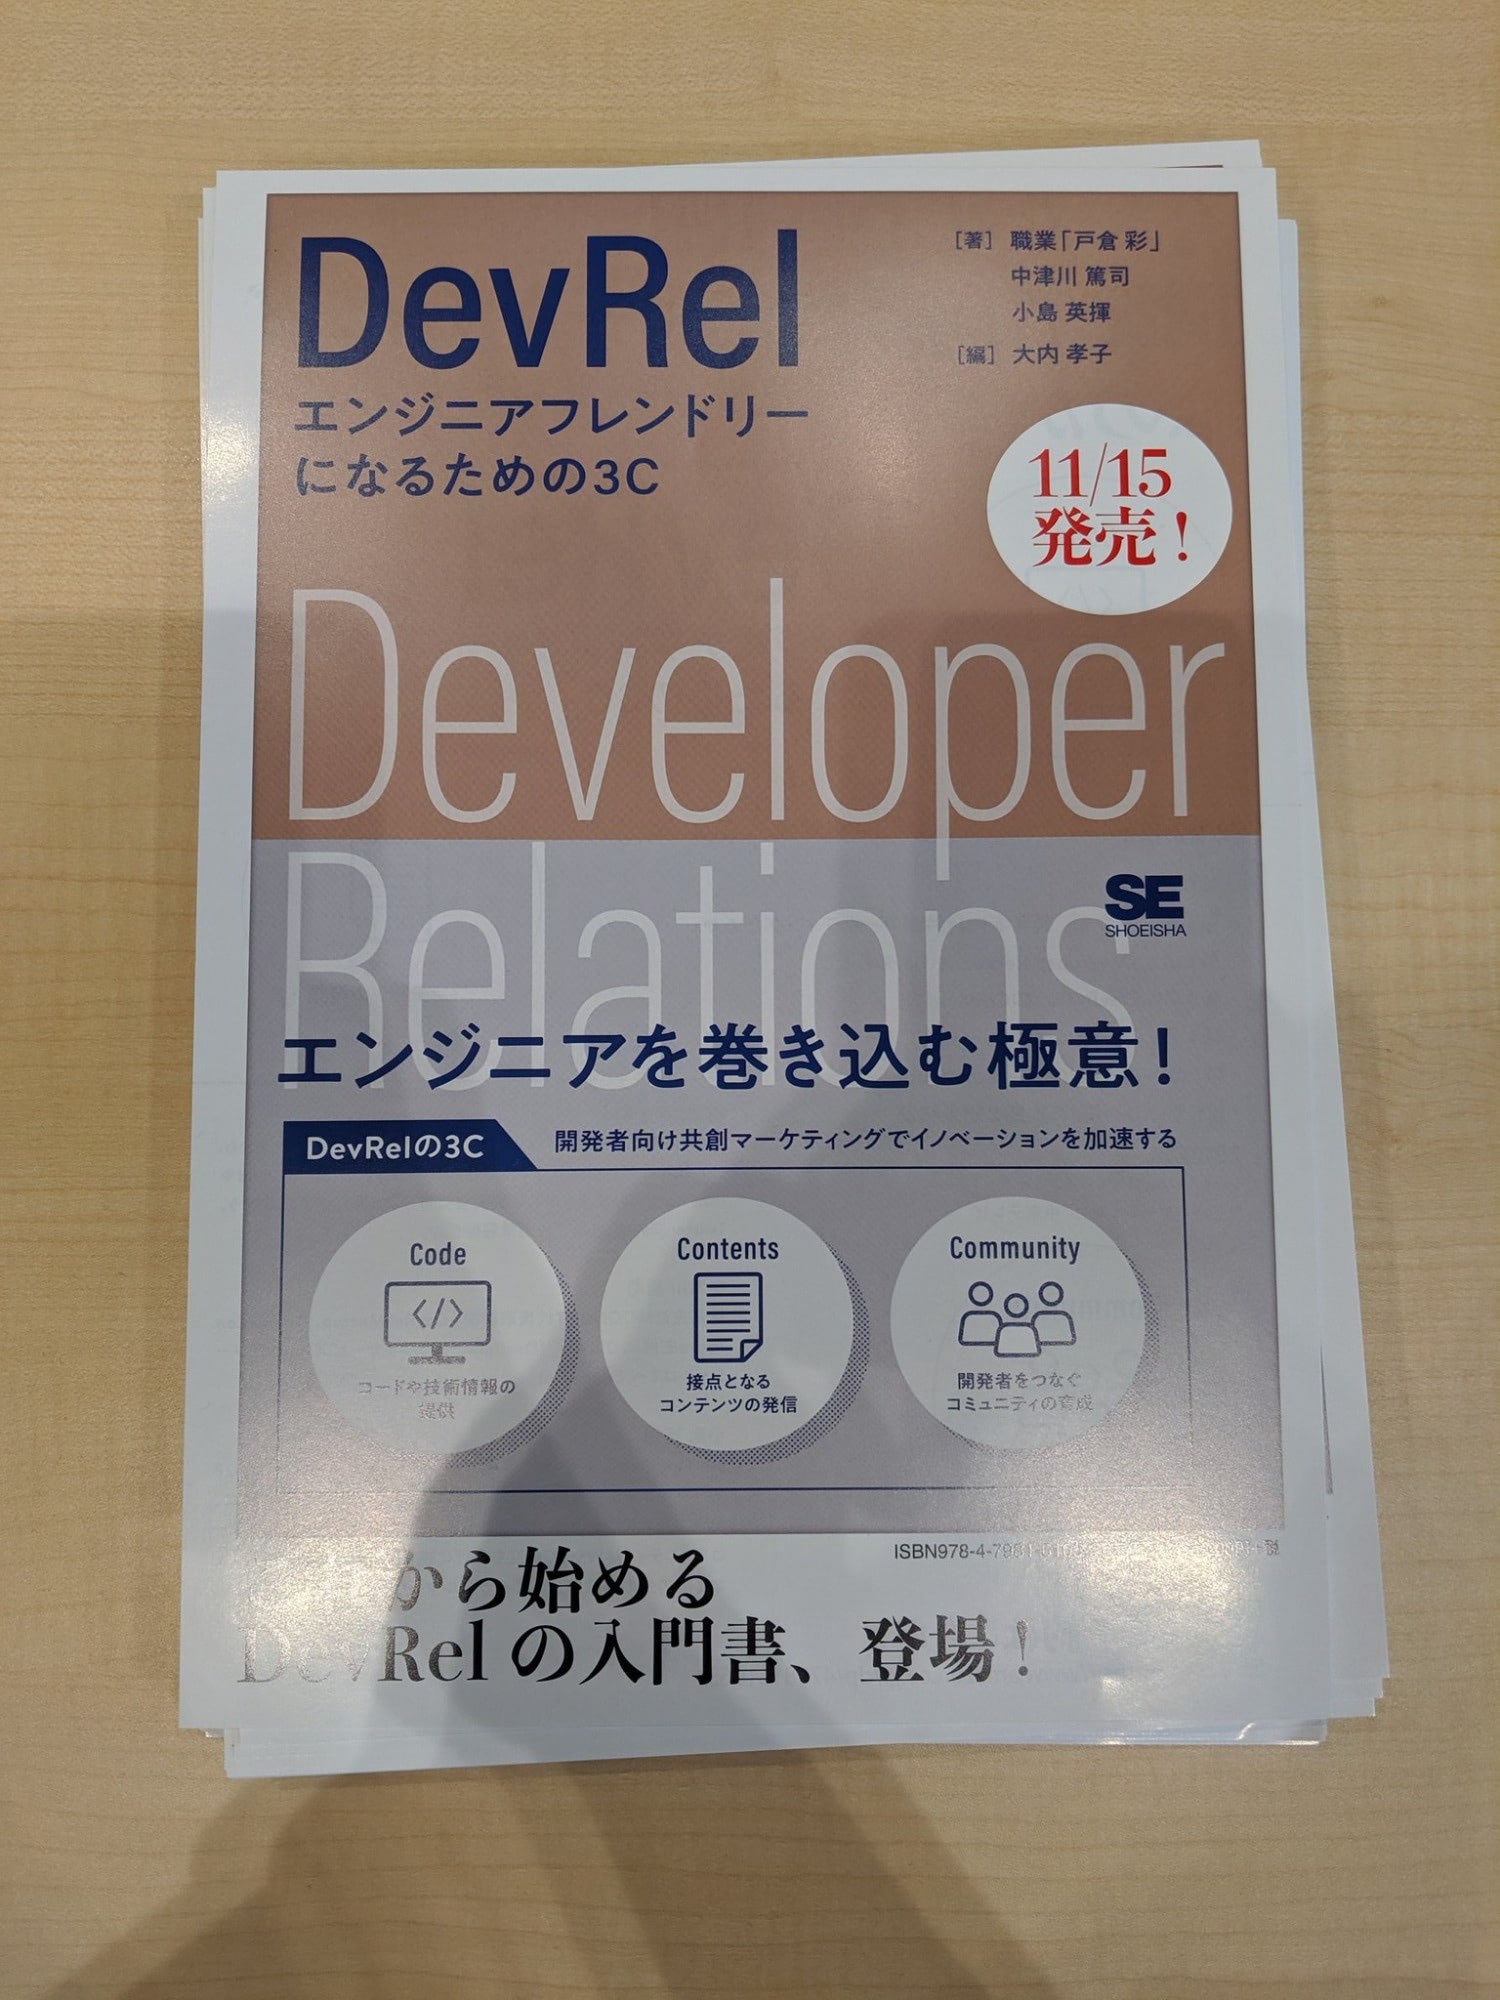 DevRel
エンジニアフレンドリー
になるための3C
［著］ 職業「戸倉 彩」
中津川 篤司
小島 英揮
［編］ 大内 孝子
11/15
発売！
Developer
Relations
SE
SHOEISHA
エンジニアを巻き込む極意！
DevRelの3C
開発者向け共創マーケティングでイノベーションを加速する
Code
</>
コードや技術情報の
提供
Contents
接点となる
コンテンツの発信
Community
開発者をつなぐ
コミュニティの育成
から始める
DevRel の入門書、登場！